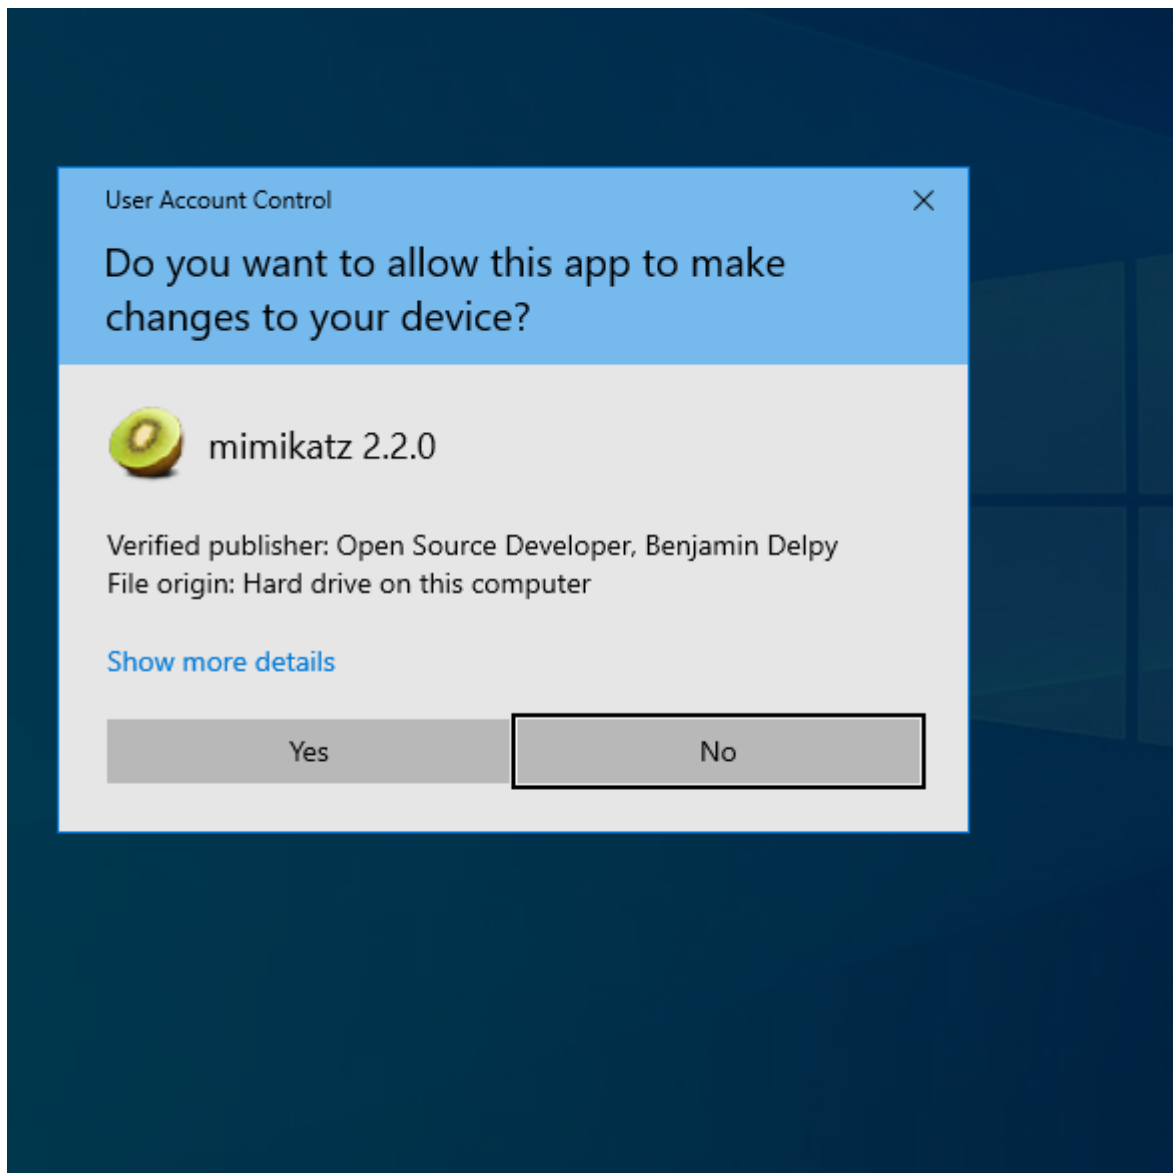 User Account Control
Do you want to allow this app to make
changes to your device?
mimikatz 2.2.0
Verified publisher: Open Source Developer, Benjamin Delpy
File origin: Hard drive on this computer
Show more details
Yes
No